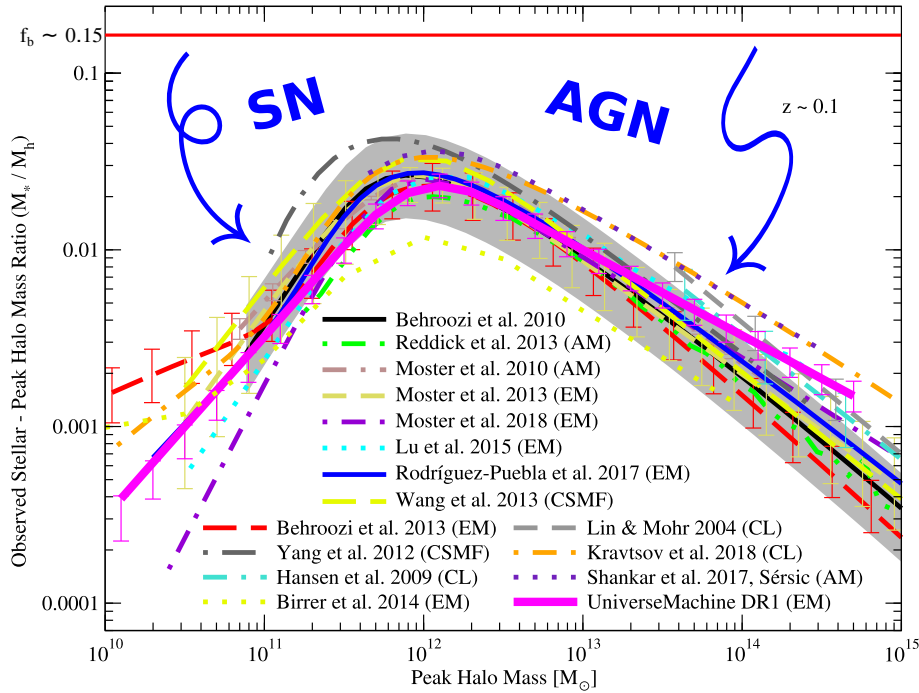 f_b ~ 0.15
SN
AGN
z ~ 0.1
0.1
0.01
0.001
0.0001
Observed Stellar - Peak Halo Mass Ratio (M_* / M_h)
Behroozi et al. 2010
Reddick et al. 2013 (AM)
Moster et al. 2010 (AM)
Moster et al. 2013 (EM)
Moster et al. 2018 (EM)
Lu et al. 2015 (EM)
Rodríguez-Puebla et al. 2017 (EM)
Wang et al. 2013 (CSMF)
Behroozi et al. 2013 (EM)
Yang et al. 2012 (CSMF)
Hansen et al. 2009 (CL)
Birrer et al. 2014 (EM)
Lin & Mohr 2004 (CL)
Kravtsov et al. 2018 (CL)
Shankar et al. 2017, Sérsic (AM)
UniverseMachine DR1 (EM)
10^10 10^11 10^12 10^13 10^14 10^15
Peak Halo Mass [M_⊙]